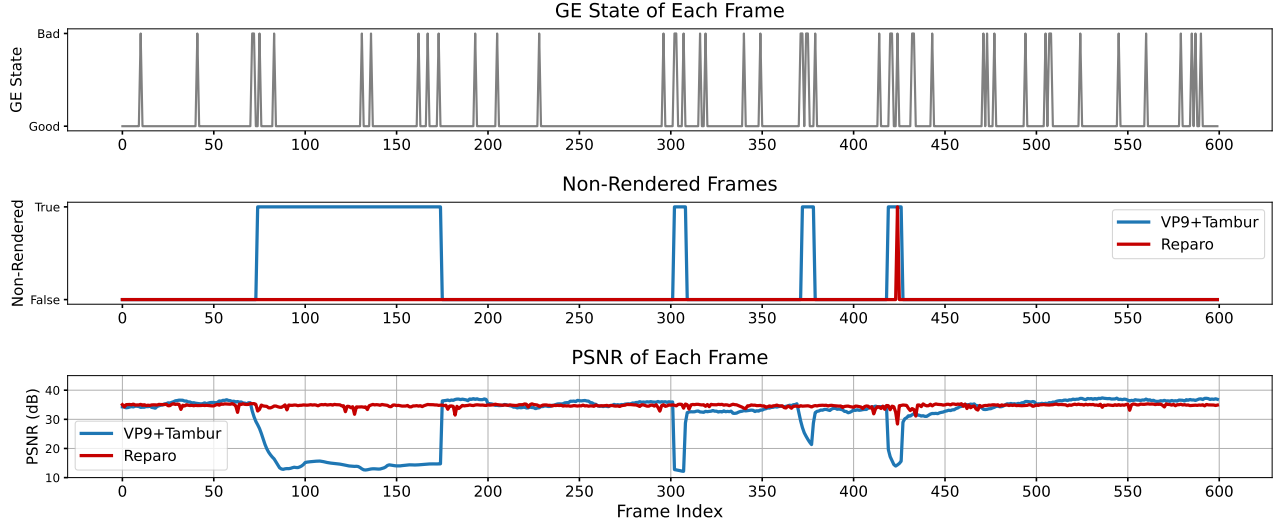 GE State of Each Frame
GE State
Bad
Good
0 50 100 150 200 250 300 350 400 450 500 550 600
Non-Rendered Frames
Non-Rendered
True
False
VP9+Tambur
Reparo
0 50 100 150 200 250 300 350 400 450 500 550 600
PSNR of Each Frame
PSNR (dB)
40
30
20
10
VP9+Tambur
Reparo
0 50 100 150 200 250 300 350 400 450 500 550 600
Frame Index